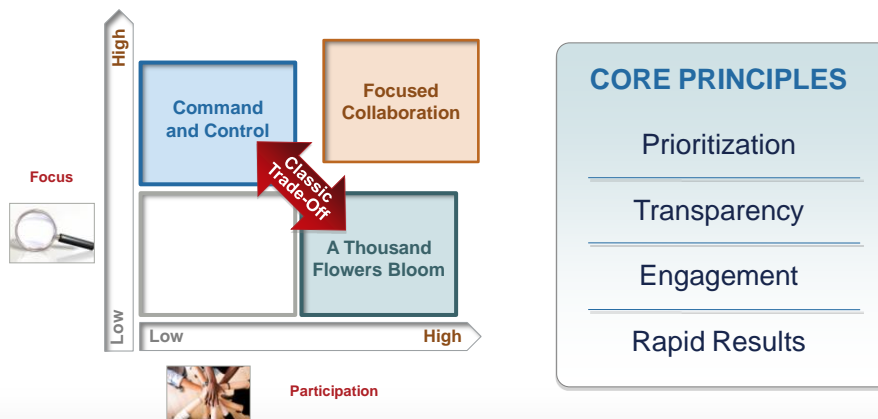 High
Command
and Control
Focused
Collaboration
Classic
Trade-Off
Focus
A Thousand
Flowers Bloom
Low
Low
High
Participation
CORE PRINCIPLES
Prioritization
Transparency
Engagement
Rapid Results